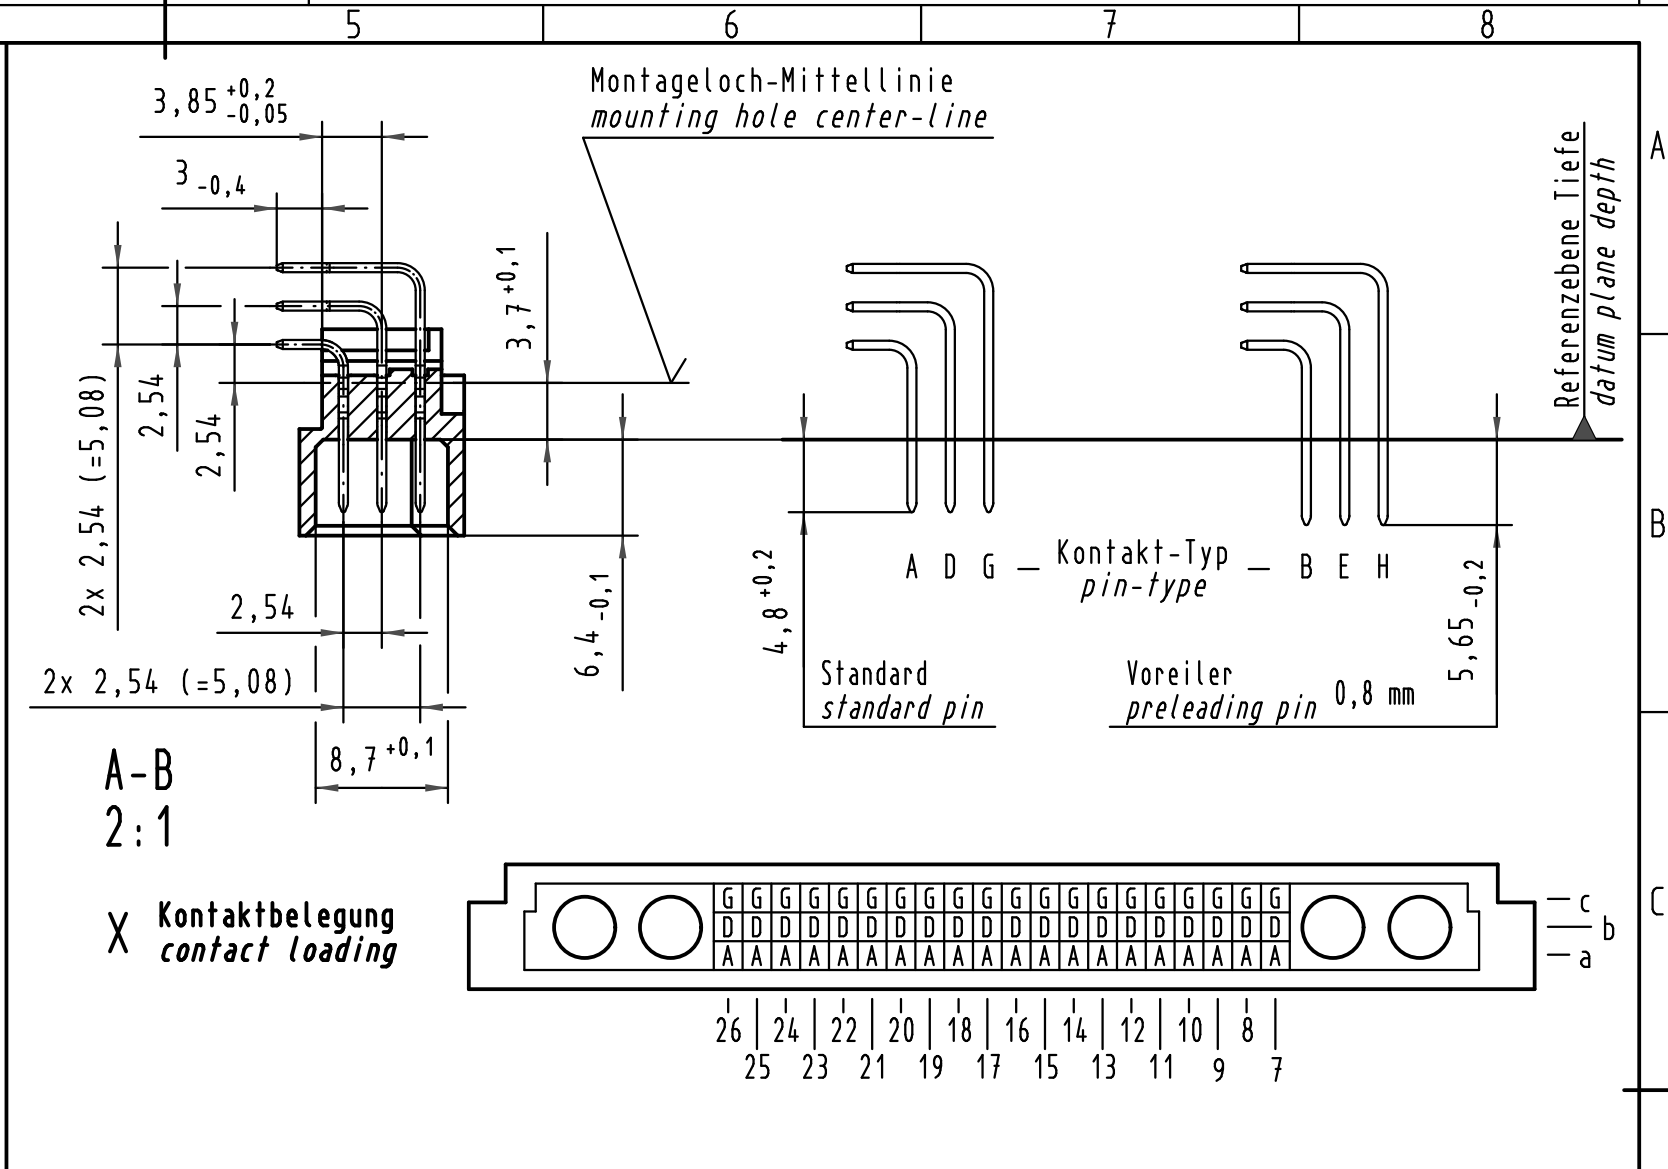 5 6 7 8
A
B
C
3,85 +0,2 -0,05
3 -0,4
Montageloch-Mittellinie
mounting hole center-line
3,7 +0,1
Referenzebene Tiefe
datum plane depth
2x 2,54 (=5,08)
2,54
2,54
2,54
2x 2,54 (=5,08)
8,7 +0,1
6,4 -0,1
4,8 +0,2
A D G — Kontakt-Typ — B E H
pin-type
5,65 -0,2
Standard
standard pin
Voreiler
preleading pin 0,8 mm
A-B
2:1
X Kontaktbelegung
contact loading
G G G G G G G G G G G G G G G G G G G G
D D D D D D D D D D D D D D D D D D D D
A A A A A A A A A A A A A A A A A A A A
c
b
a
26 24 22 20 18 16 14 12 10 8
25 23 21 19 17 15 13 11 9 7